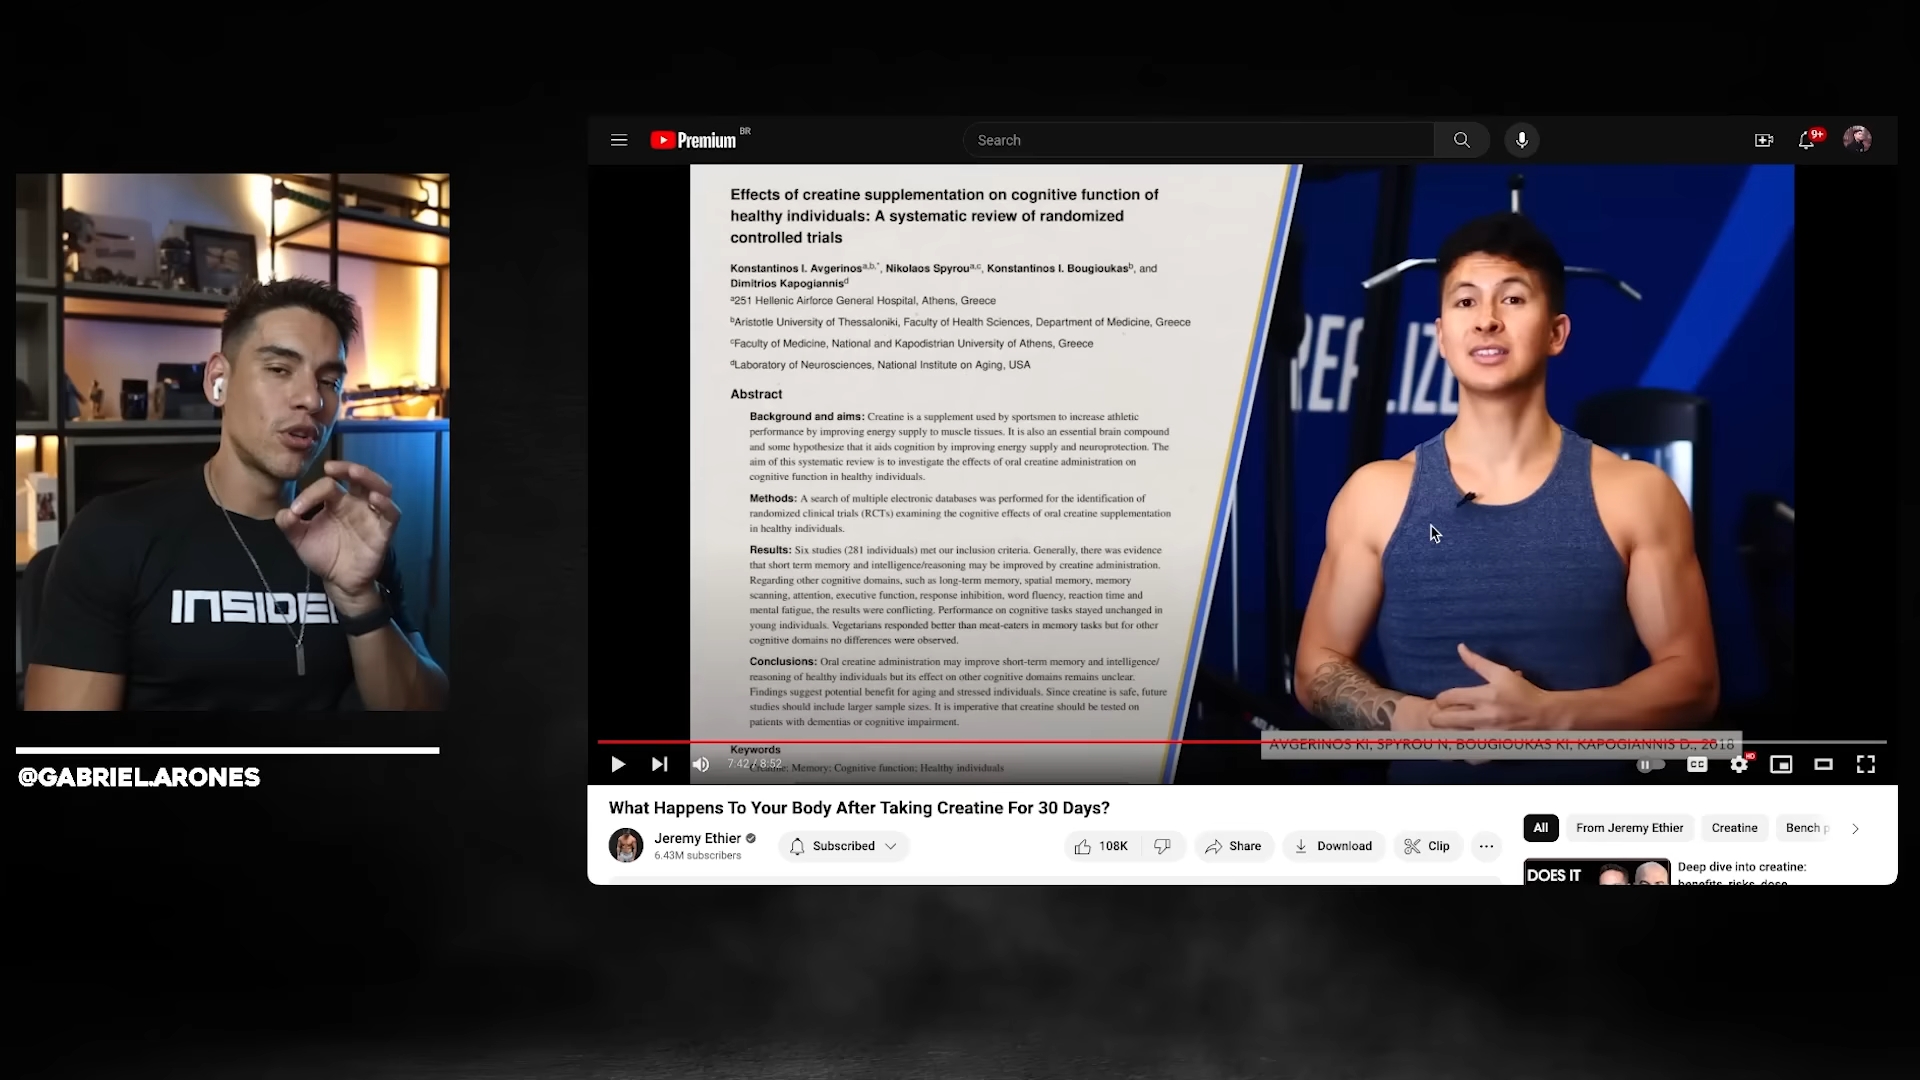 Premium BR
Search
9+
Effects of creatine supplementation on cognitive function of
healthy individuals: A systematic review of randomized
controlled trials
Konstantinos I. Avgerinosa,b,*, Nikolaos Spyroua,c, Konstantinos I. Bougioukasb, and
Dimitrios Kapogiannisd
a251 Hellenic Airforce General Hospital, Athens, Greece
bAristotle University of Thessaloniki, Faculty of Health Sciences, Department of Medicine, Greece
cFaculty of Medicine, National and Kapodistrian University of Athens, Greece
dLaboratory of Neurosciences, National Institute on Aging, USA
Abstract
Background and aims: Creatine is a supplement used by sportsmen to increase athletic
performance by improving energy supply to muscle tissues. It is also an essential brain compound
and some hypothesize that it aids cognition by improving energy supply and neuroprotection. The
aim of this systematic review is to investigate the effects of oral creatine administration on
cognitive function in healthy individuals.
Methods: A search of multiple electronic databases was performed for the identification of
randomized clinical trials (RCTs) examining the cognitive effects of oral creatine supplementation
in healthy individuals.
Results: Six studies (281 individuals) met our inclusion criteria. Generally, there was evidence
that short term memory and intelligence/reasoning may be improved by creatine administration.
Regarding other cognitive domains, such as long-term memory, spatial memory, memory
scanning, attention, executive function, response inhibition, word fluency, reaction time and
mental fatigue, the results were conflicting. Performance on cognitive tasks stayed unchanged in
young individuals. Vegetarians responded better than meat-eaters in memory tasks but for other
cognitive domains no differences were observed.
Conclusions: Oral creatine administration may improve short-term memory and intelligence/
reasoning of healthy individuals but its effect on other cognitive domains remains unclear.
Findings suggest potential benefit for aging and stressed individuals. Since creatine is safe, future
studies should include larger sample sizes. It is imperative that creatine should be tested on
patients with dementias or cognitive impairment.
Keywords
Creatine; Memory; Cognitive function; Healthy individuals
REALIZE
AVGERINOS KI, SPYROU N, BOUGIOUKAS KI, KAPOGIANNIS D., 2018
7:42 / 8:52
CC
HD
INSIDER
@GABRIEL.ARONES
What Happens To Your Body After Taking Creatine For 30 Days?
Jeremy Ethier
6.43M subscribers
Subscribed
108K
Share
Download
Clip
All
From Jeremy Ethier
Creatine
Bench p
DOES IT
Deep dive into creatine:
benefits, risks, dose